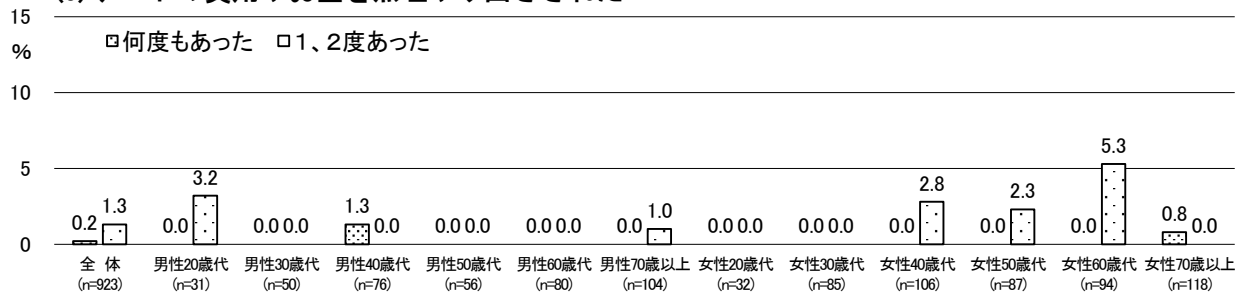 15
%
□何度もあった □1、2度あった
10
5
0
0.2 1.3 0.0 3.2 0.0 0.0 1.3 0.0 0.0 0.0 0.0 0.0 0.0 1.0 0.0 0.0 0.0 0.0 0.0 2.8 0.0 2.3 0.0 5.3 0.8 0.0
全 体 男性20歳代 男性30歳代 男性40歳代 男性50歳代 男性60歳代 男性70歳以上 女性20歳代 女性30歳代 女性40歳代 女性50歳代 女性60歳代 女性70歳以上
(n=923) (n=31) (n=50) (n=76) (n=56) (n=80) (n=104) (n=32) (n=85) (n=106) (n=87) (n=94) (n=118)